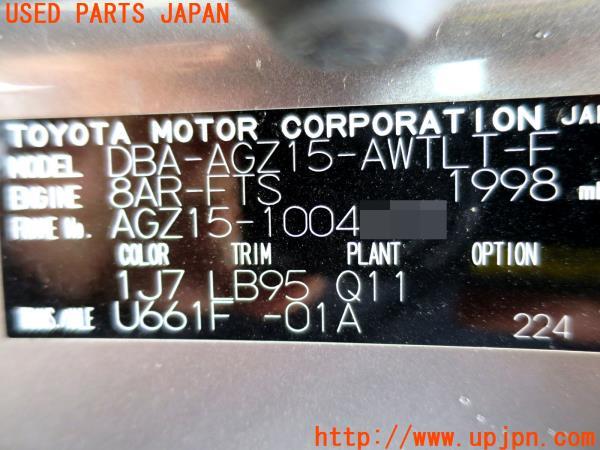 USED PARTS JAPAN
TOYOTA MOTOR CORPORATION JA
MODEL DBA-AGZ15-AWTLT-F
ENGINE 8AR-FTS 1998 m
FRAME No. AGZ15-1004
COLOR TRIM PLANT OPTION
1J7 LB95 Q11
TRANS./AXLE U661F -01A 224
http://www.upjpn.com/